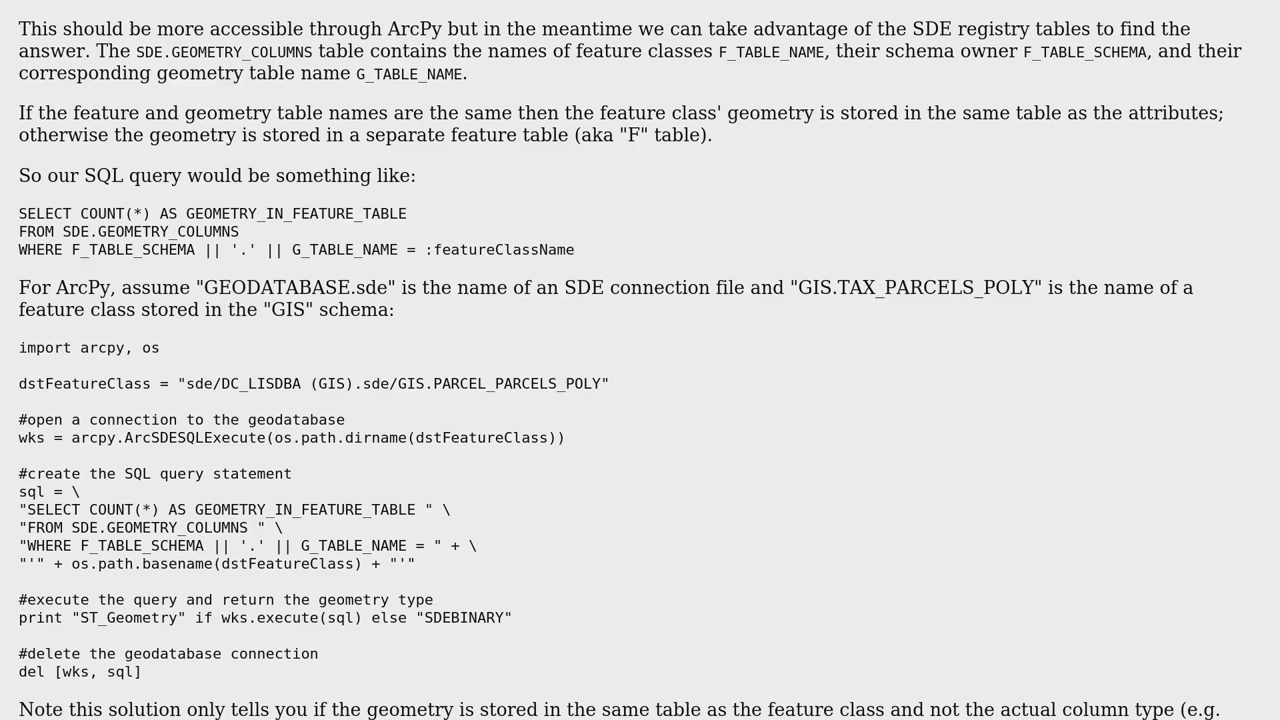 This should be more accessible through ArcPy but in the meantime we can take advantage of the SDE registry tables to find the
answer. The SDE.GEOMETRY_COLUMNS table contains the names of feature classes F_TABLE_NAME, their schema owner F_TABLE_SCHEMA, and their
corresponding geometry table name G_TABLE_NAME.
If the feature and geometry table names are the same then the feature class' geometry is stored in the same table as the attributes;
otherwise the geometry is stored in a separate feature table (aka "F" table).
So our SQL query would be something like:
SELECT COUNT(*) AS GEOMETRY_IN_FEATURE_TABLE
FROM SDE.GEOMETRY_COLUMNS
WHERE F_TABLE_SCHEMA || '.' || G_TABLE_NAME = :featureClassName
For ArcPy, assume "GEODATABASE.sde" is the name of an SDE connection file and "GIS.TAX_PARCELS_POLY" is the name of a
feature class stored in the "GIS" schema:
import arcpy, os
dstFeatureClass = "sde/DC_LISDBA (GIS).sde/GIS.PARCEL_PARCELS_POLY"
#open a connection to the geodatabase
wks = arcpy.ArcSDESQLExecute(os.path.dirname(dstFeatureClass))
#create the SQL query statement
sql = \
"SELECT COUNT(*) AS GEOMETRY_IN_FEATURE_TABLE " \
"FROM SDE.GEOMETRY_COLUMNS " \
"WHERE F_TABLE_SCHEMA || '.' || G_TABLE_NAME = " + \
"'" + os.path.basename(dstFeatureClass) + "'"
#execute the query and return the geometry type
print "ST_Geometry" if wks.execute(sql) else "SDEBINARY"
#delete the geodatabase connection
del [wks, sql]
Note this solution only tells you if the geometry is stored in the same table as the feature class and not the actual column type (e.g.